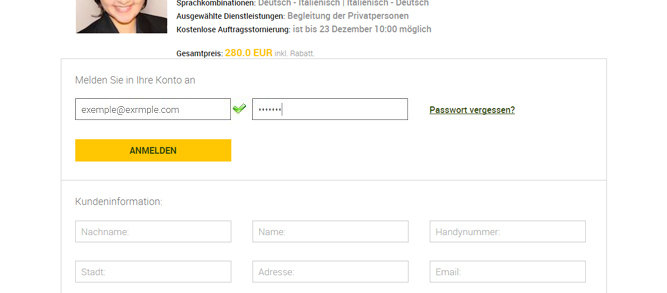 Sprachkombinationen: Deutsch - Italienisch | Italienisch - Deutsch
Ausgewählte Dienstleistungen: Begleitung der Privatpersonen
Kostenlose Auftragsstornierung: ist bis 23 Dezember 10:00 möglich
Gesamtpreis: 280.0 EUR inkl. Rabatt.
Melden Sie in Ihre Konto an
exemple@exrmple.com ••••••• Passwort vergessen?
ANMELDEN
Kundeninformation:
Nachname: Name: Handynummer:
Stadt: Adresse: Email: